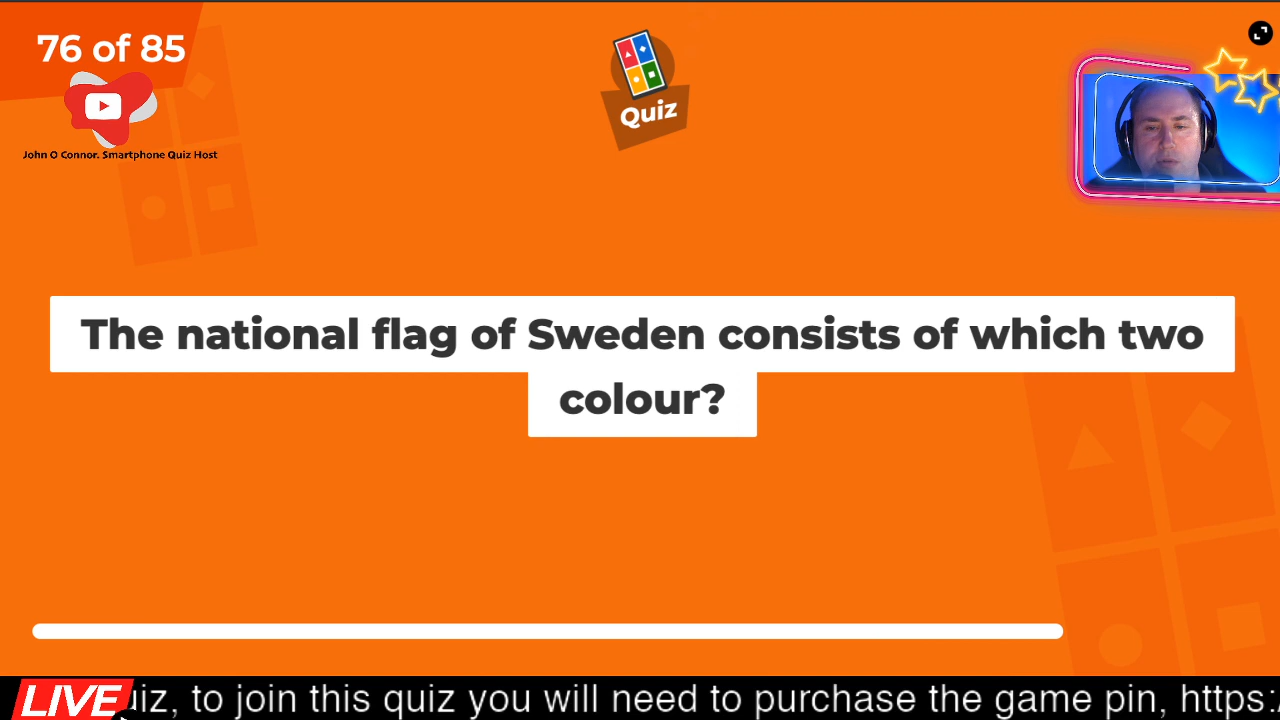 76 of 85
John O Connor. Smartphone Quiz Host
Quiz
The national flag of Sweden consists of which two
colour?
LIVE
iz, to join this quiz you will need to purchase the game pin, https: